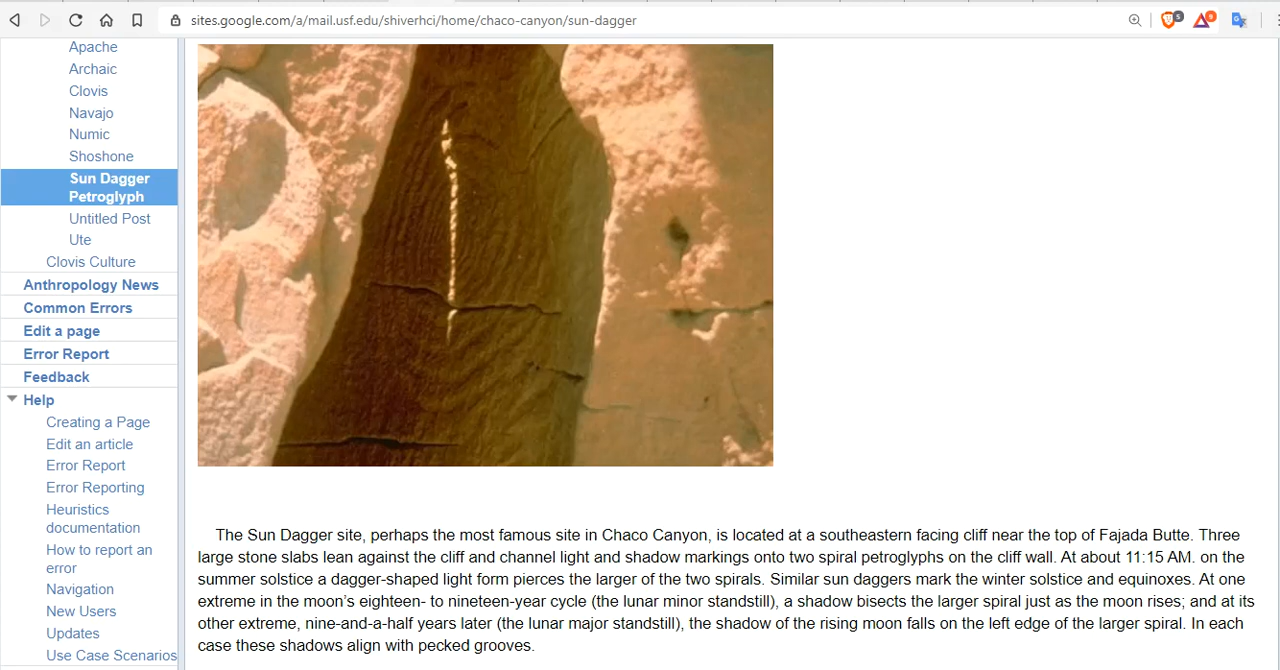 sites.google.com/a/mail.usf.edu/shiverhci/home/chaco-canyon/sun-dagger
5
Apache
Archaic
Clovis
Navajo
Numic
Shoshone
Sun Dagger
Petroglyph
Untitled Post
Ute
Clovis Culture
Anthropology News
Common Errors
Edit a page
Error Report
Feedback
Help
Creating a Page
Edit an article
Error Report
Error Reporting
Heuristics
documentation
How to report an
error
Navigation
New Users
Updates
Use Case Scenarios
The Sun Dagger site, perhaps the most famous site in Chaco Canyon, is located at a southeastern facing cliff near the top of Fajada Butte. Three
large stone slabs lean against the cliff and channel light and shadow markings onto two spiral petroglyphs on the cliff wall. At about 11:15 AM. on the
summer solstice a dagger-shaped light form pierces the larger of the two spirals. Similar sun daggers mark the winter solstice and equinoxes. At one
extreme in the moon’s eighteen- to nineteen-year cycle (the lunar minor standstill), a shadow bisects the larger spiral just as the moon rises; and at its
other extreme, nine-and-a-half years later (the lunar major standstill), the shadow of the rising moon falls on the left edge of the larger spiral. In each
case these shadows align with pecked grooves.